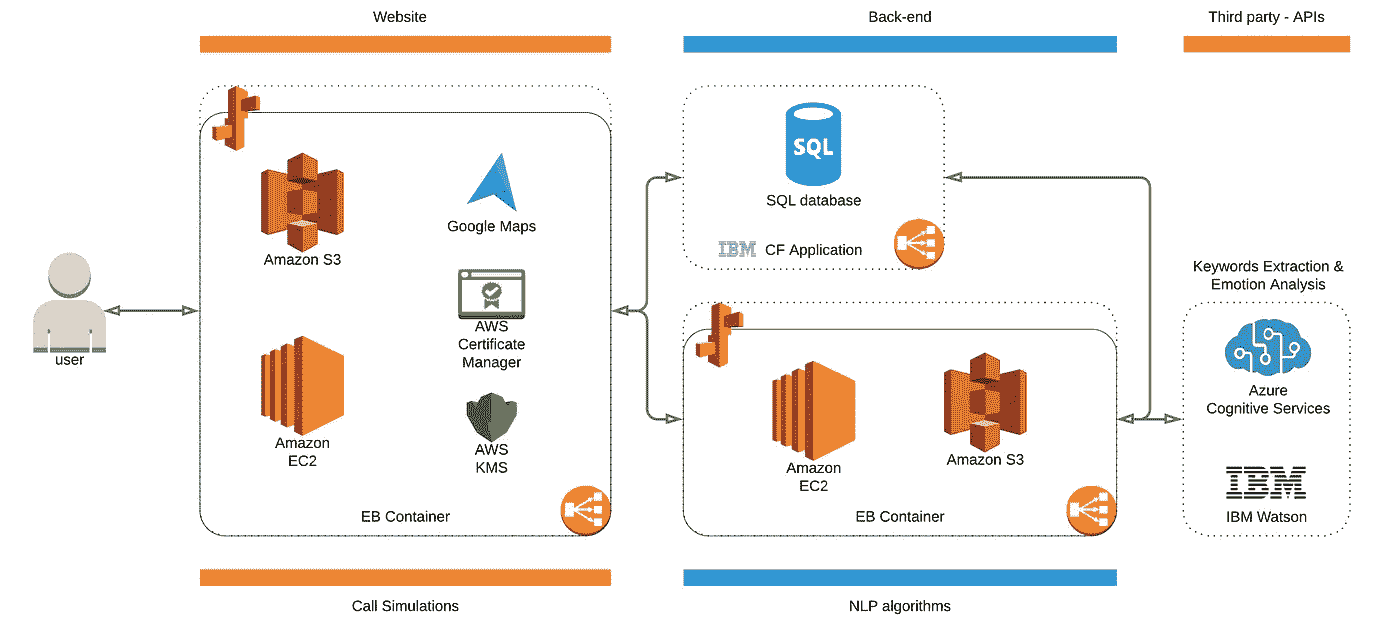 Website
Back-end
Third party - APIs
Amazon S3
Google Maps
AWS
Certificate
Manager
Amazon
EC2
AWS
KMS
EB Container
user
SQL
SQL database
IBM CF Application
Amazon
EC2
Amazon S3
EB Container
Keywords Extraction &
Emotion Analysis
Azure
Cognitive Services
IBM
IBM Watson
Call Simulations
NLP algorithms